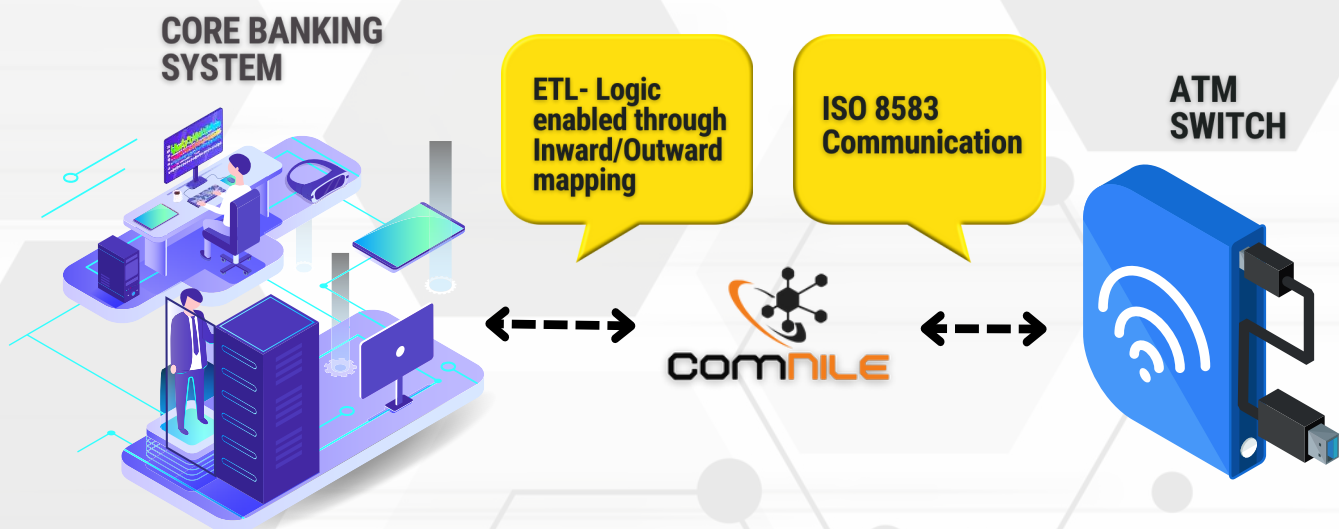 CORE BANKING
SYSTEM
ETL- Logic
enabled through
Inward/Outward
mapping
ISO 8583
Communication
ATM
SWITCH
COMNILE